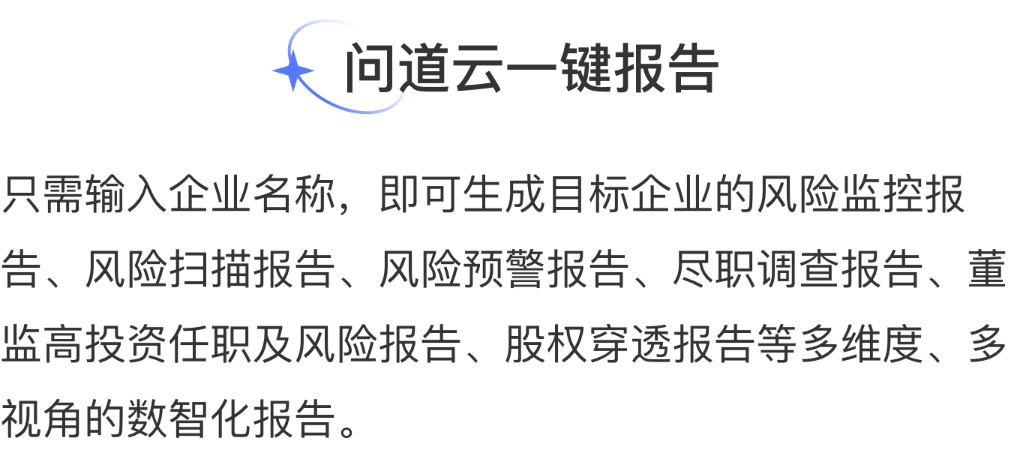 问道云一键报告
只需输入企业名称，即可生成目标企业的风险监控报
告、风险扫描报告、风险预警报告、尽职调查报告、董
监高投资任职及风险报告、股权穿透报告等多维度、多
视角的数智化报告。